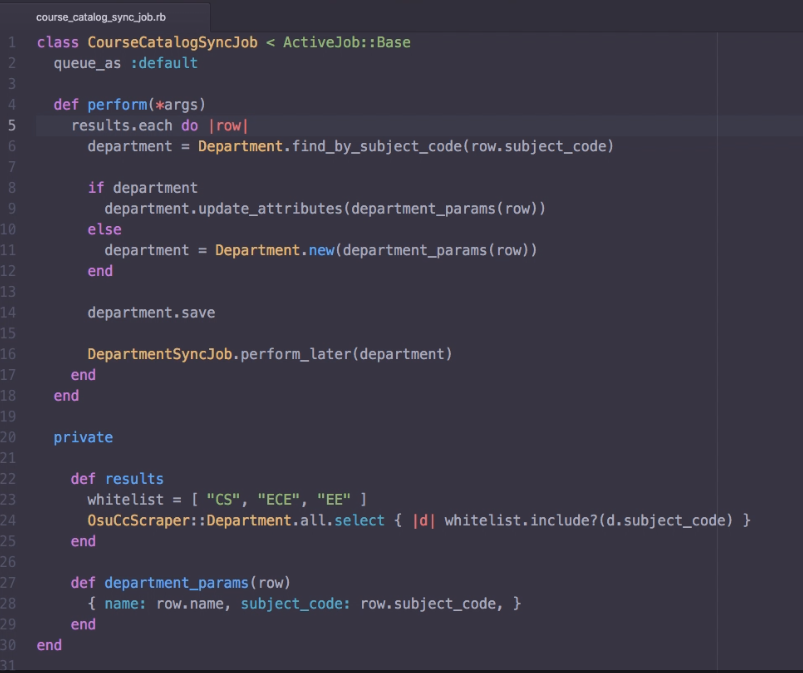 course_catalog_sync_job.rb
1 class CourseCatalogSyncJob < ActiveJob::Base
2   queue_as :default
3
4   def perform(*args)
5     results.each do |row|
6       department = Department.find_by_subject_code(row.subject_code)
7
8       if department
9         department.update_attributes(department_params(row))
10       else
11         department = Department.new(department_params(row))
12       end
13
14       department.save
15
16       DepartmentSyncJob.perform_later(department)
17     end
18   end
19
20   private
21
22     def results
23       whitelist = [ "CS", "ECE", "EE" ]
24       OsuCcScraper::Department.all.select { |d| whitelist.include?(d.subject_code) }
25     end
26
27     def department_params(row)
28       { name: row.name, subject_code: row.subject_code, }
29     end
30 end
31